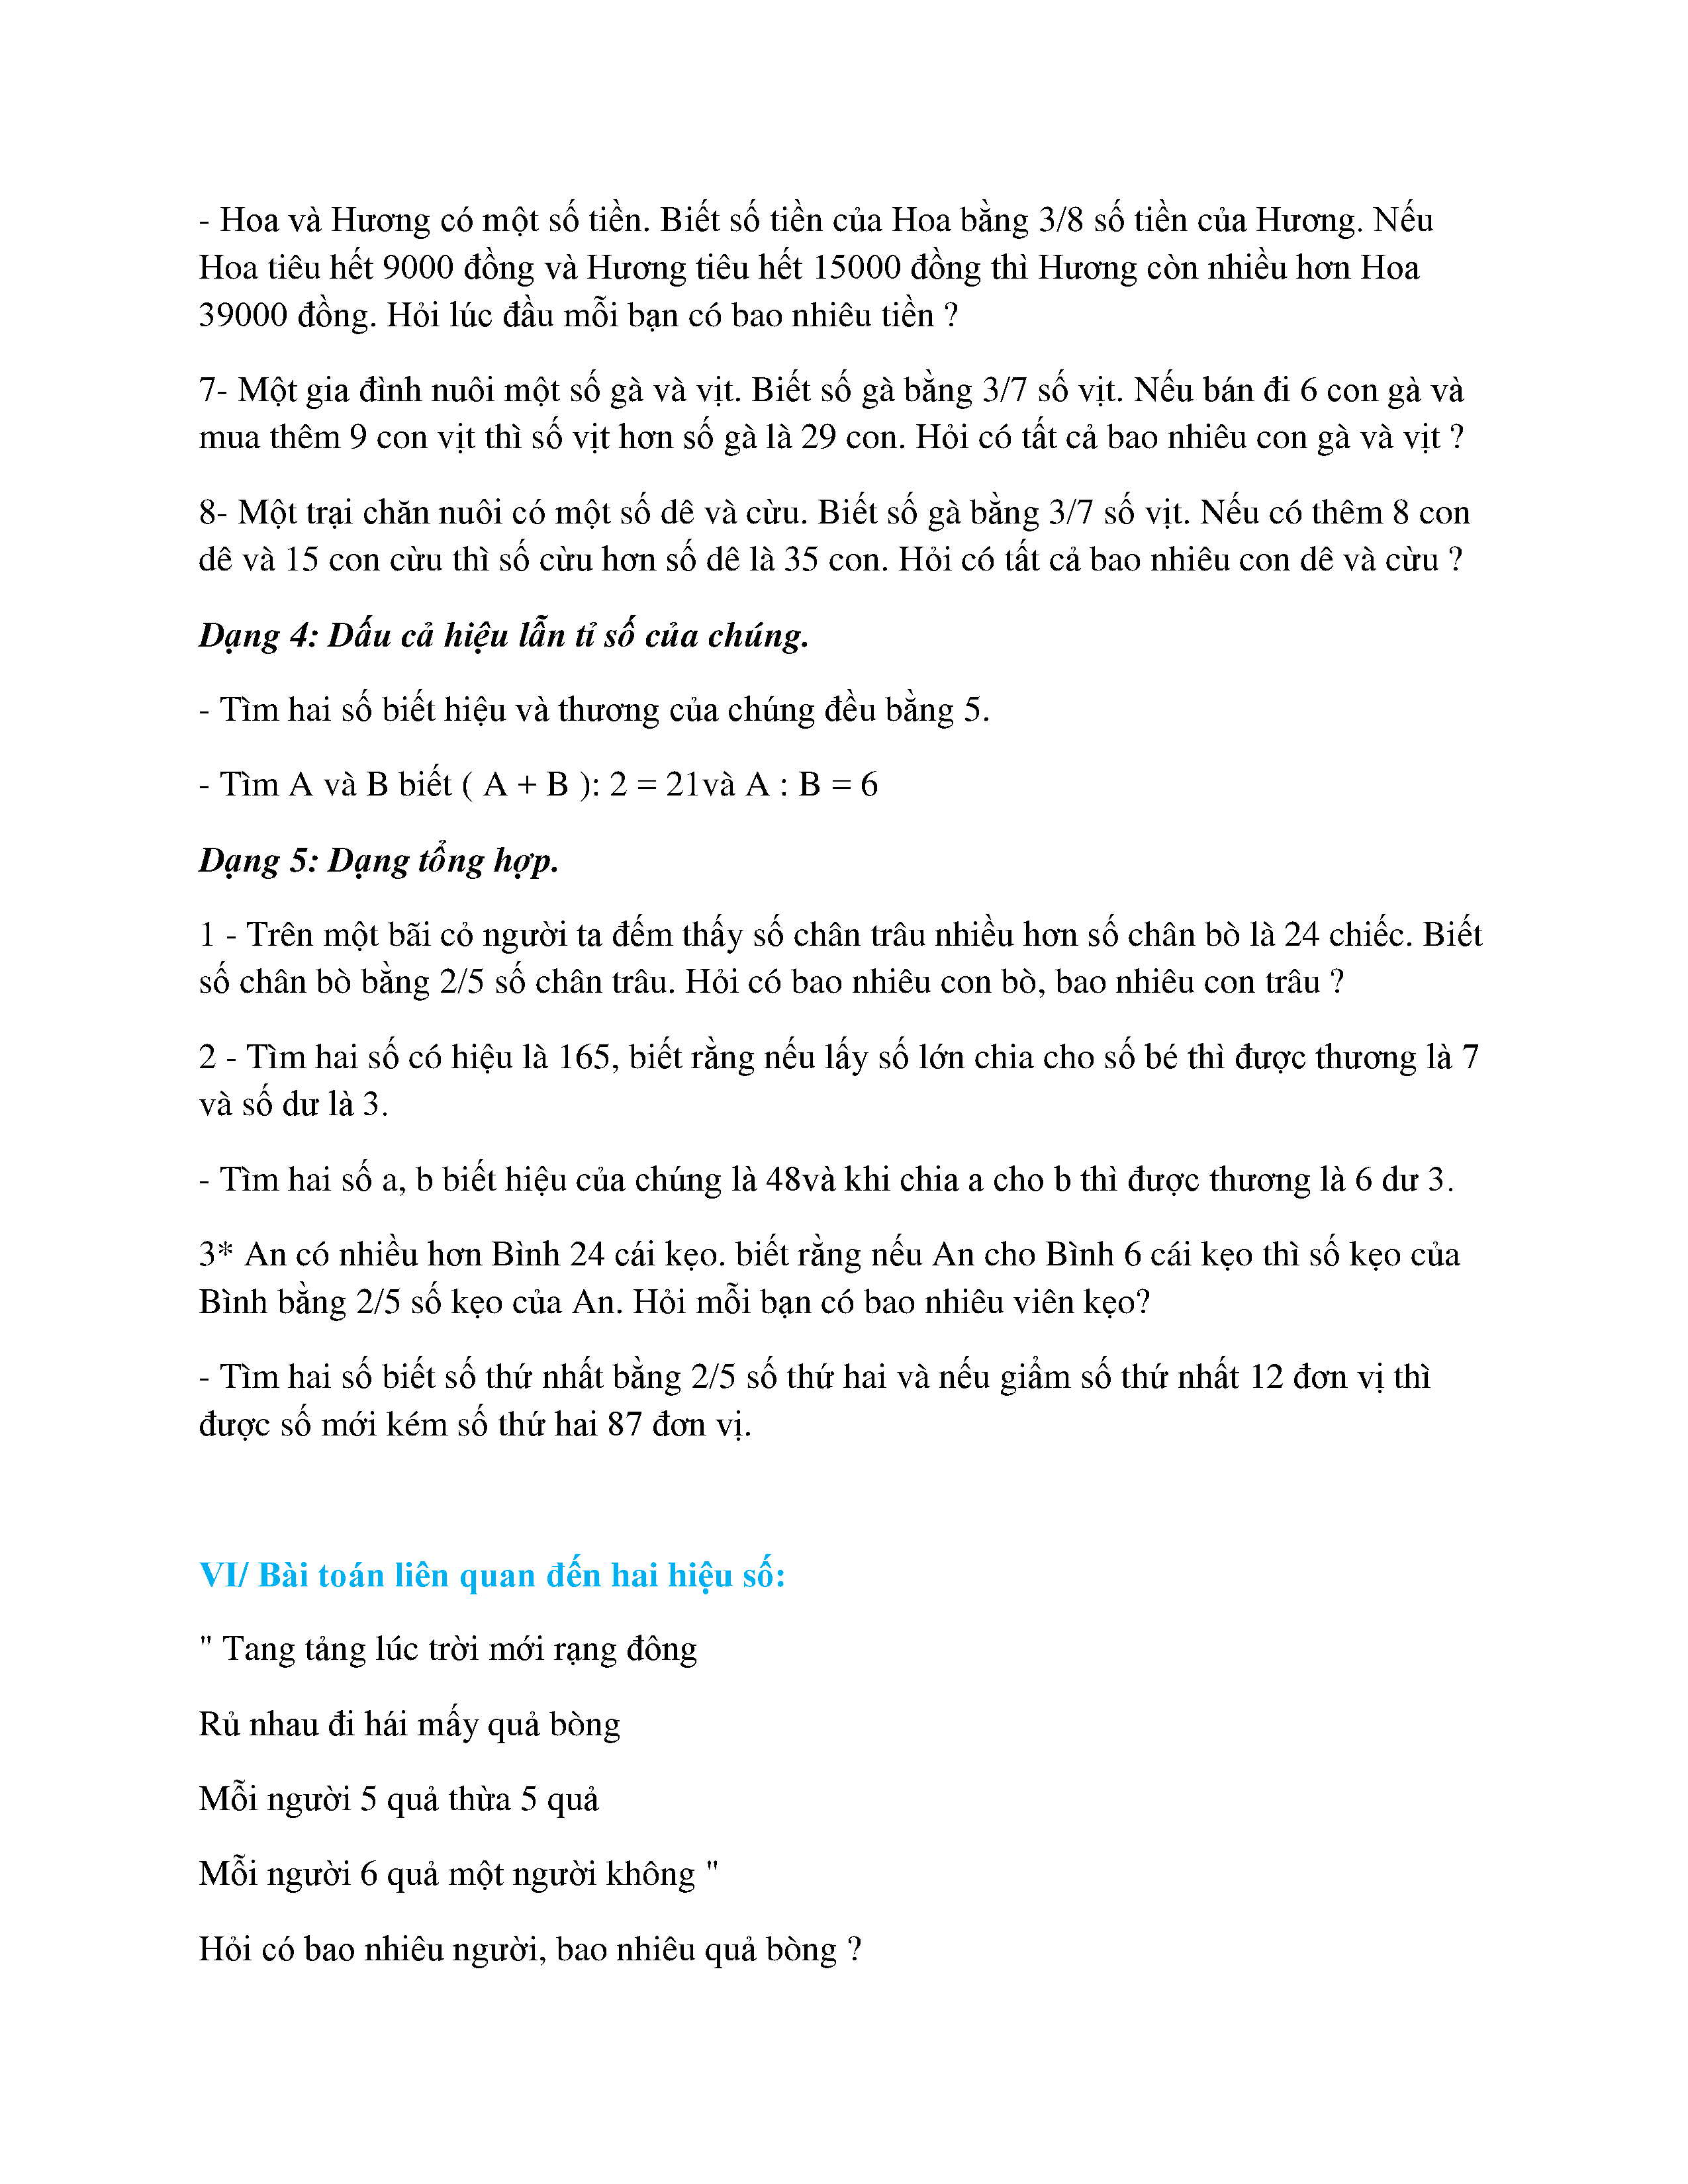 - Hoa và Hương có một số tiền. Biết số tiền của Hoa bằng 3/8 số tiền của Hương. Nếu
Hoa tiêu hết 9000 đồng và Hương tiêu hết 15000 đồng thì Hương còn nhiều hơn Hoa
39000 đồng. Hỏi lúc đầu mỗi bạn có bao nhiêu tiền ?
7- Một gia đình nuôi một số gà và vịt. Biết số gà bằng 3/7 số vịt. Nếu bán đi 6 con gà và
mua thêm 9 con vịt thì số vịt hơn số gà là 29 con. Hỏi có tất cả bao nhiêu con gà và vịt ?
8- Một trại chăn nuôi có một số dê và cừu. Biết số gà bằng 3/7 số vịt. Nếu có thêm 8 con
dê và 15 con cừu thì số cừu hơn số dê là 35 con. Hỏi có tất cả bao nhiêu con dê và cừu ?
Dạng 4: Dấu cả hiệu lẫn tỉ số của chúng.
- Tìm hai số biết hiệu và thương của chúng đều bằng 5.
- Tìm A và B biết ( A + B ): 2 = 21và A : B = 6
Dạng 5: Dạng tổng hợp.
1 - Trên một bãi cỏ người ta đếm thấy số chân trâu nhiều hơn số chân bò là 24 chiếc. Biết
số chân bò bằng 2/5 số chân trâu. Hỏi có bao nhiêu con bò, bao nhiêu con trâu ?
2 - Tìm hai số có hiệu là 165, biết rằng nếu lấy số lớn chia cho số bé thì được thương là 7
và số dư là 3.
- Tìm hai số a, b biết hiệu của chúng là 48và khi chia a cho b thì được thương là 6 dư 3.
3* An có nhiều hơn Bình 24 cái kẹo. biết rằng nếu An cho Bình 6 cái kẹo thì số kẹo của
Bình bằng 2/5 số kẹo của An. Hỏi mỗi bạn có bao nhiêu viên kẹo?
- Tìm hai số biết số thứ nhất bằng 2/5 số thứ hai và nếu giẩm số thứ nhất 12 đơn vị thì
được số mới kém số thứ hai 87 đơn vị.
VI/ Bài toán liên quan đến hai hiệu số:
" Tang tảng lúc trời mới rạng đông
Rủ nhau đi hái mấy quả bòng
Mỗi người 5 quả thừa 5 quả
Mỗi người 6 quả một người không "
Hỏi có bao nhiêu người, bao nhiêu quả bòng ?